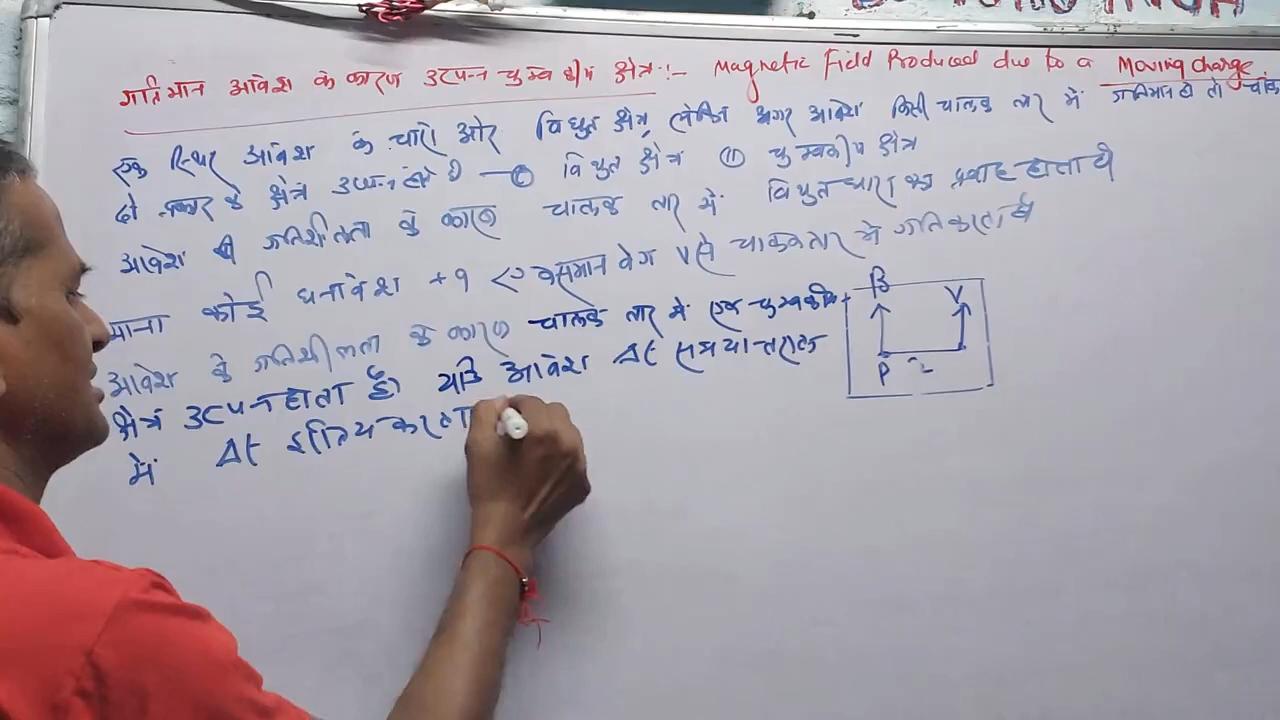 गतिमान आवेश के कारण उत्पन्न चुम्बकीय क्षेत्र :- Magnetic Field Produced due to a Moving charge
एक स्थिर आवेश के चारो ओर विधुत क्षेत्र, लेकिन अगर आवेश किसी चालक तार में गतिमान हो तो
दो प्रकार के क्षेत्र उत्पन्न होते है — (i) विधुत क्षेत्र (ii) चुम्बकीय क्षेत्र
आवेश की गतिशीलता के कारण चालक तार में विधुत धारा का प्रवाह होता है
माना कोई धनावेश +q एकसमान वेग V से चालक तार में गति करता है
आवेश के गतिशीलता के कारण चालक तार में एक चुम्बकीय
क्षेत्र उत्पन होता है। यदि आवेश Δt समयान्तराल
में Δt करता
B V
P r